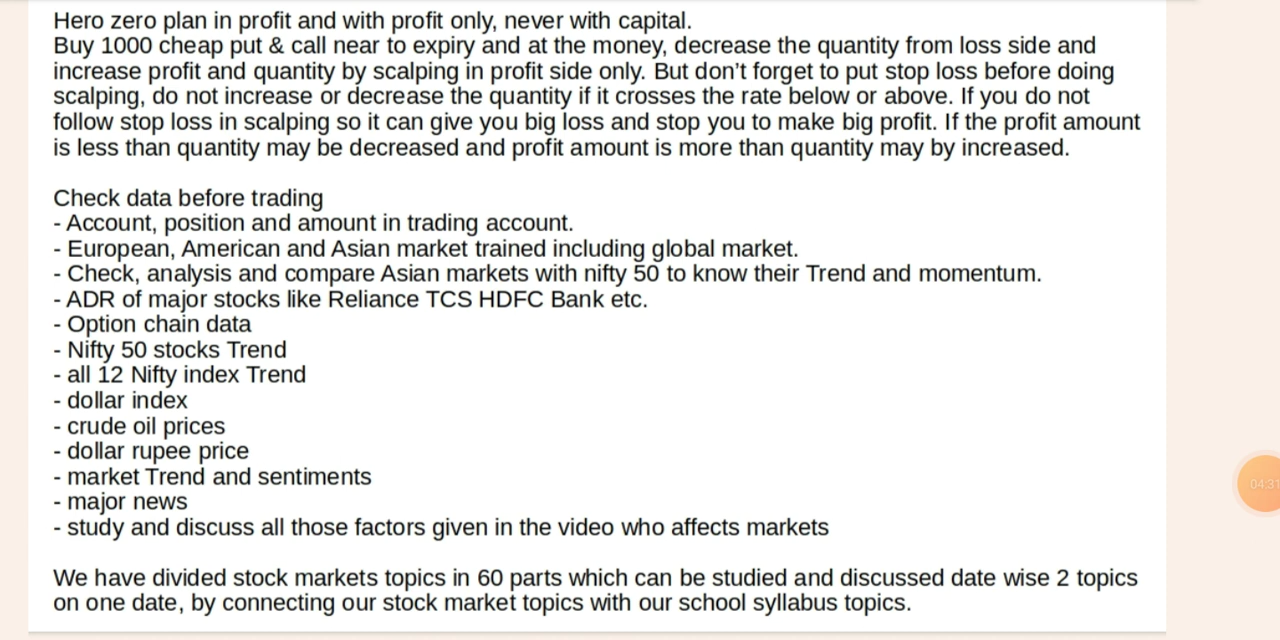 Hero zero plan in profit and with profit only, never with capital.
Buy 1000 cheap put & call near to expiry and at the money, decrease the quantity from loss side and
increase profit and quantity by scalping in profit side only. But don’t forget to put stop loss before doing
scalping, do not increase or decrease the quantity if it crosses the rate below or above. If you do not
follow stop loss in scalping so it can give you big loss and stop you to make big profit. If the profit amount
is less than quantity may be decreased and profit amount is more than quantity may by increased.

Check data before trading
- Account, position and amount in trading account.
- European, American and Asian market trained including global market.
- Check, analysis and compare Asian markets with nifty 50 to know their Trend and momentum.
- ADR of major stocks like Reliance TCS HDFC Bank etc.
- Option chain data
- Nifty 50 stocks Trend
- all 12 Nifty index Trend
- dollar index
- crude oil prices
- dollar rupee price
- market Trend and sentiments
- major news
- study and discuss all those factors given in the video who affects markets

We have divided stock markets topics in 60 parts which can be studied and discussed date wise 2 topics
on one date, by connecting our stock market topics with our school syllabus topics.
04:31